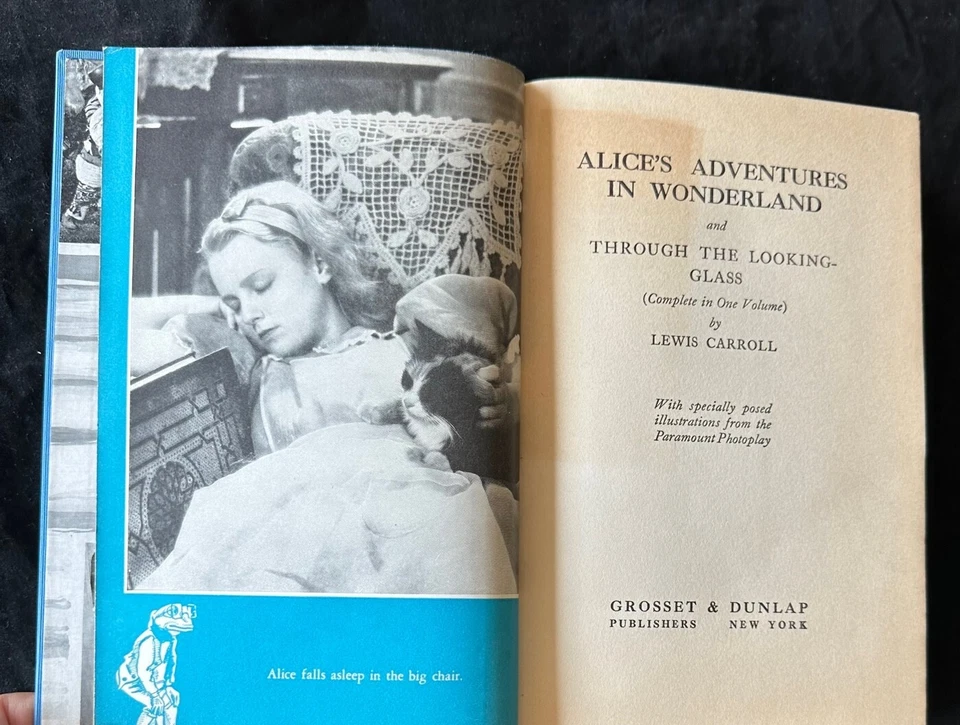 Alice falls asleep in the big chair.
ALICE'S ADVENTURES
IN WONDERLAND
and
THROUGH THE LOOKING-
GLASS
(Complete in One Volume)
by
LEWIS CARROLL
With specially posed
illustrations from the
Paramount Photoplay
GROSSET & DUNLAP
PUBLISHERS NEW YORK